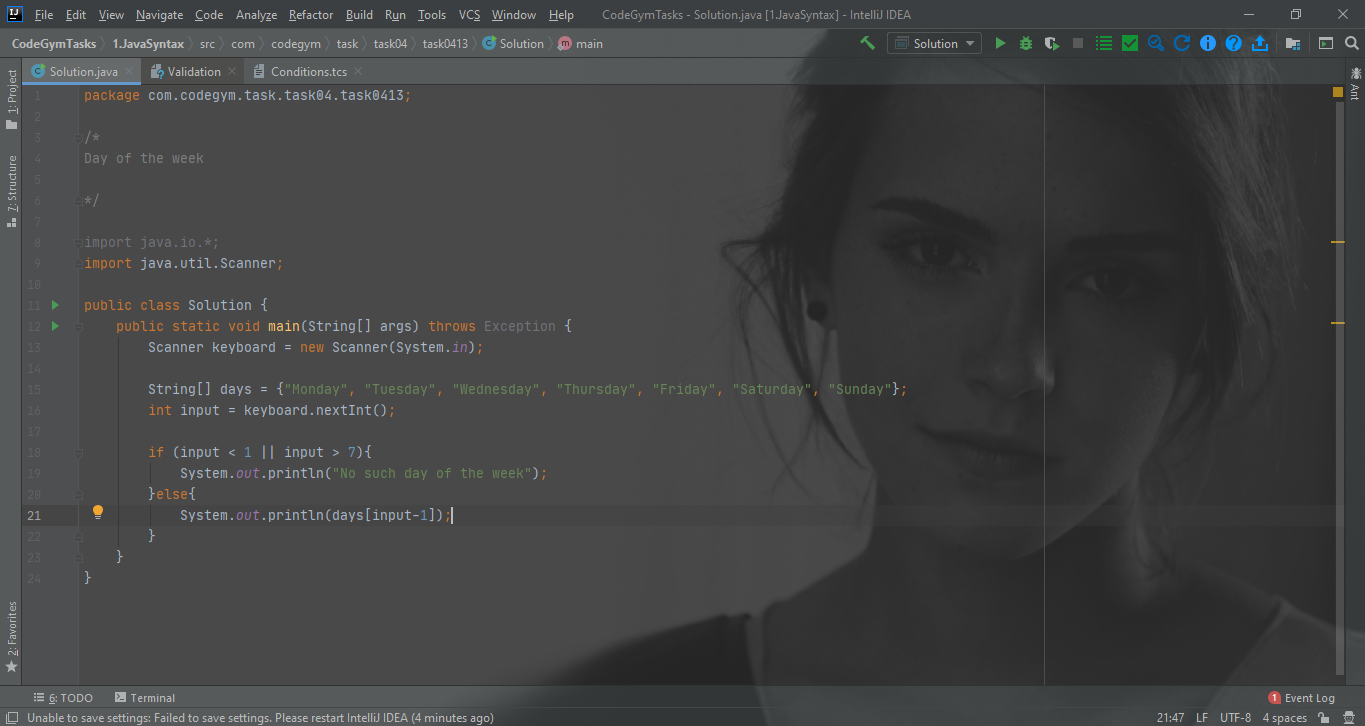 File Edit View Navigate Code Analyze Refactor Build Run Tools VCS Window Help CodeGymTasks - Solution.java [1.JavaSyntax] - IntelliJ IDEA
CodeGymTasks 1.JavaSyntax src com codegym task task04 task0413 Solution main Solution
Solution.java Validation Conditions.tcs
1: Project
7: Structure
2: Favorites
Ant
1 package com.codegym.task.task04.task0413;
2
3 /*
4 Day of the week
5
6 */
7
8 import java.io.*;
9 import java.util.Scanner;
10
11 public class Solution {
12     public static void main(String[] args) throws Exception {
13         Scanner keyboard = new Scanner(System.in);
14
15         String[] days = {"Monday", "Tuesday", "Wednesday", "Thursday", "Friday", "Saturday", "Sunday"};
16         int input = keyboard.nextInt();
17
18         if (input < 1 || input > 7){
19             System.out.println("No such day of the week");
20         }else{
21             System.out.println(days[input-1]);
22         }
23     }
24 }
6: TODO Terminal 1 Event Log
Unable to save settings: Failed to save settings. Please restart IntelliJ IDEA (4 minutes ago) 21:47 LF UTF-8 4 spaces